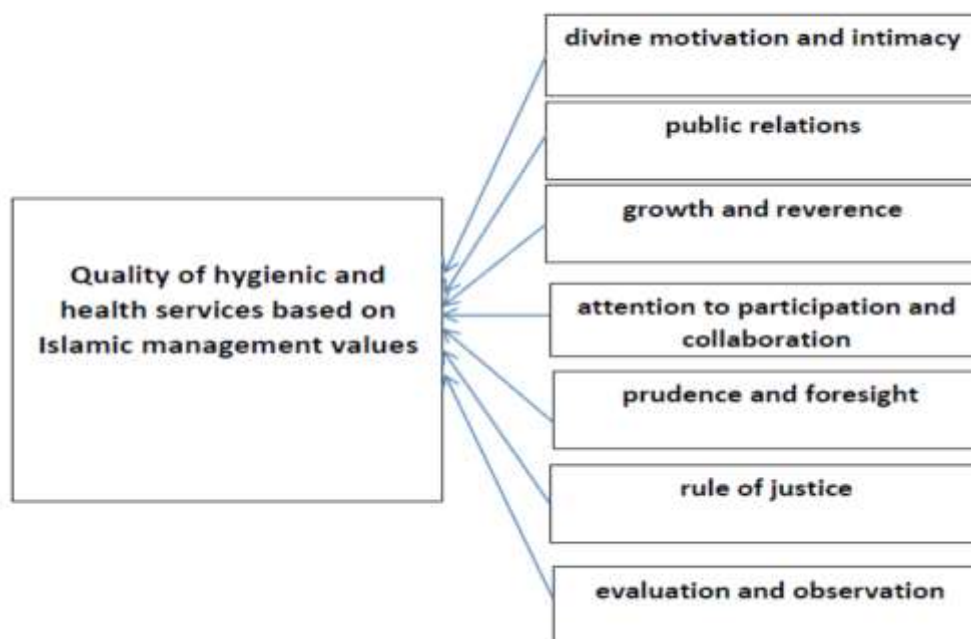 divine motivation and intimacy
public relations
growth and reverence
Quality of hygienic and
health services based on
Islamic management values
attention to participation and
collaboration
prudence and foresight
rule of justice
evaluation and observation